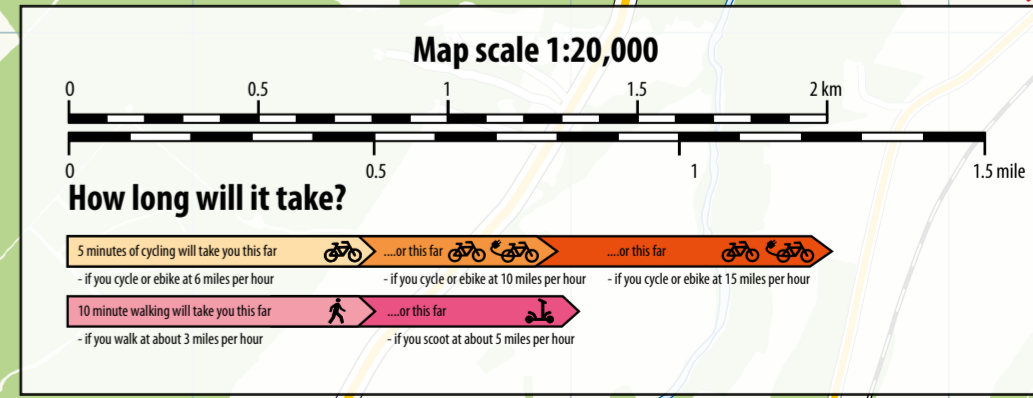 Map scale 1:20,000
0 0.5 1 1.5 2 km
0 0.5 1 1.5 mile
How long will it take?
5 minutes of cycling will take you this far ....or this far ....or this far
- if you cycle or ebike at 6 miles per hour - if you cycle or ebike at 10 miles per hour - if you cycle or ebike at 15 miles per hour
10 minute walking will take you this far ....or this far
- if you walk at about 3 miles per hour - if you scoot at about 5 miles per hour